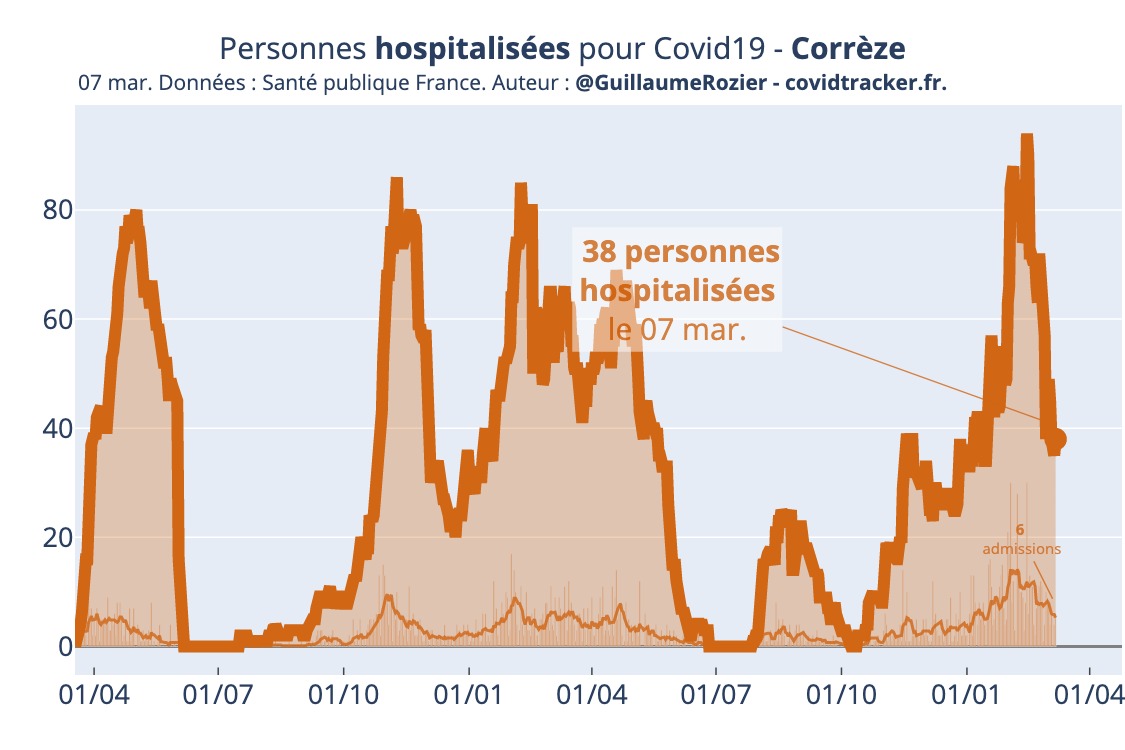 Personnes hospitalisées pour Covid19 - Corrèze
07 mar. Données : Santé publique France. Auteur : @GuillaumeRozier - covidtracker.fr.
80
60
40
20
0
38 personnes
hospitalisées
le 07 mar.
6
admissions
01/04
01/07
01/10
01/01
01/04
01/07
01/10
01/01
01/04